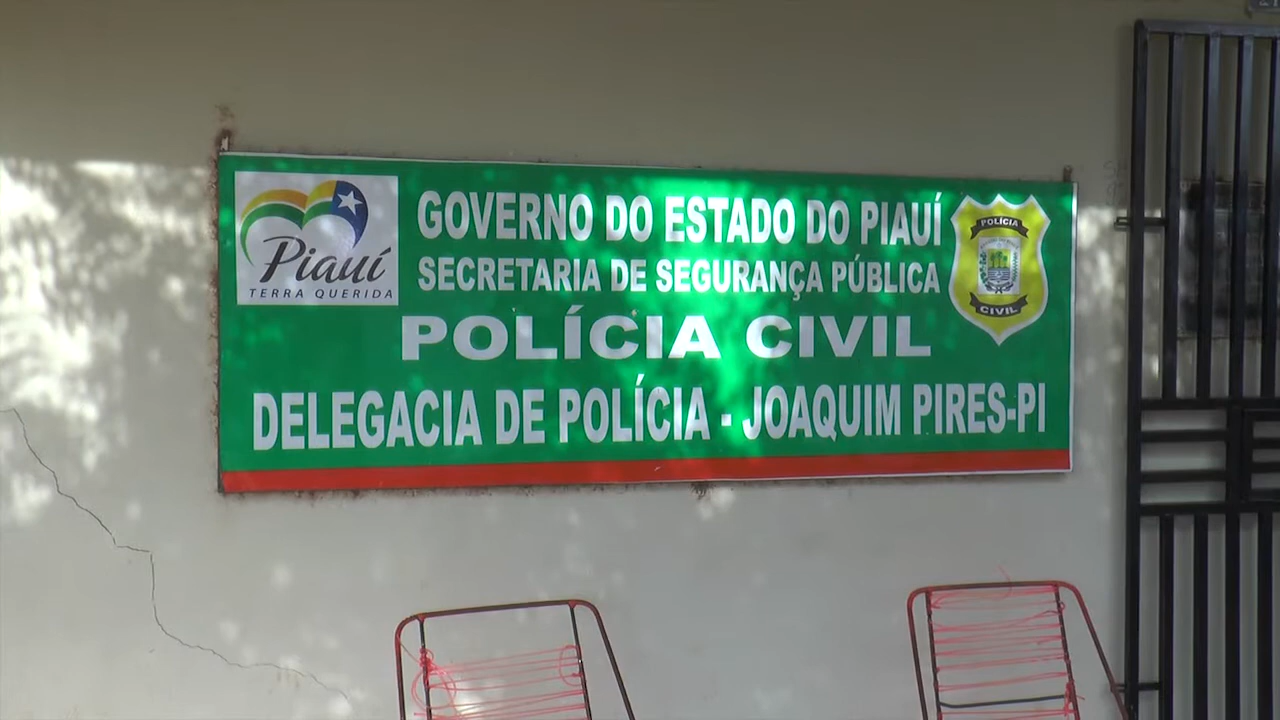 Piauí
TERRA QUERIDA
GOVERNO DO ESTADO DO PIAUÍ
SECRETARIA DE SEGURANÇA PÚBLICA
POLÍCIA CIVIL
DELEGACIA DE POLÍCIA - JOAQUIM PIRES-PI
POLÍCIA
CIVIL